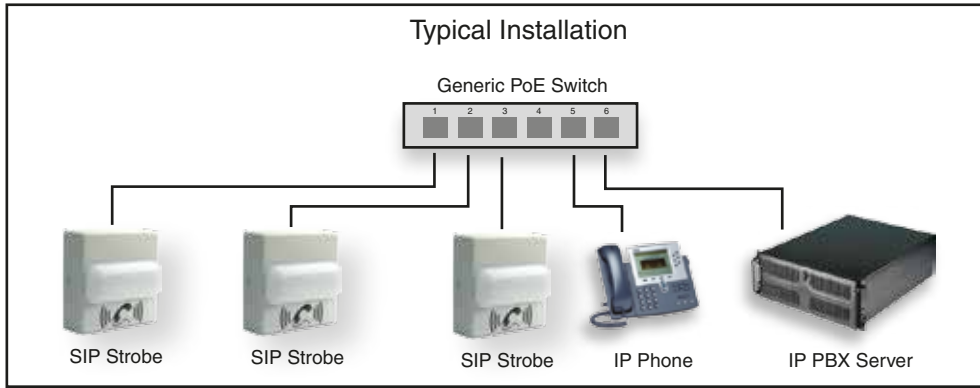 Typical Installation
Generic PoE Switch
1 2 3 4 5 6
SIP Strobe SIP Strobe SIP Strobe IP Phone IP PBX Server